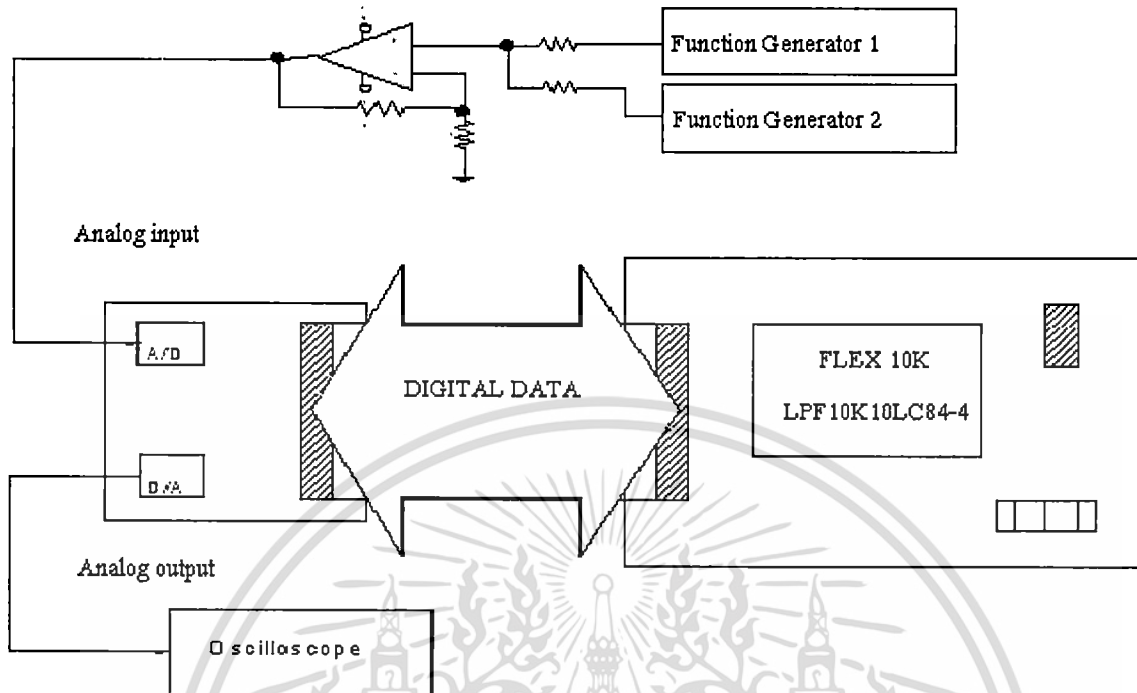 Function Generator 1
Function Generator 2
Analog input
A/D
DIGITAL DATA
FLEX 10K
LPF10K10LC84-4
D/A
Analog output
Oscilloscope